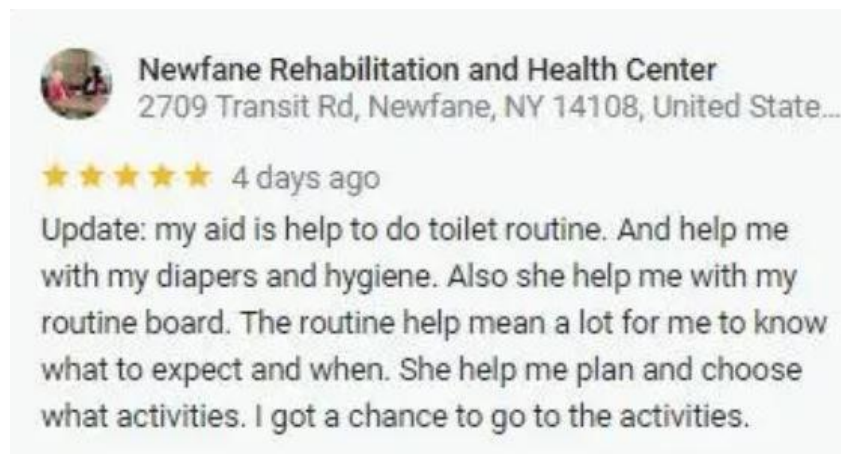 Newfane Rehabilitation and Health Center
2709 Transit Rd, Newfane, NY 14108, United State...
4 days ago
Update: my aid is help to do toilet routine. And help me
with my diapers and hygiene. Also she help me with my
routine board. The routine help mean a lot for me to know
what to expect and when. She help me plan and choose
what activities. I got a chance to go to the activities.